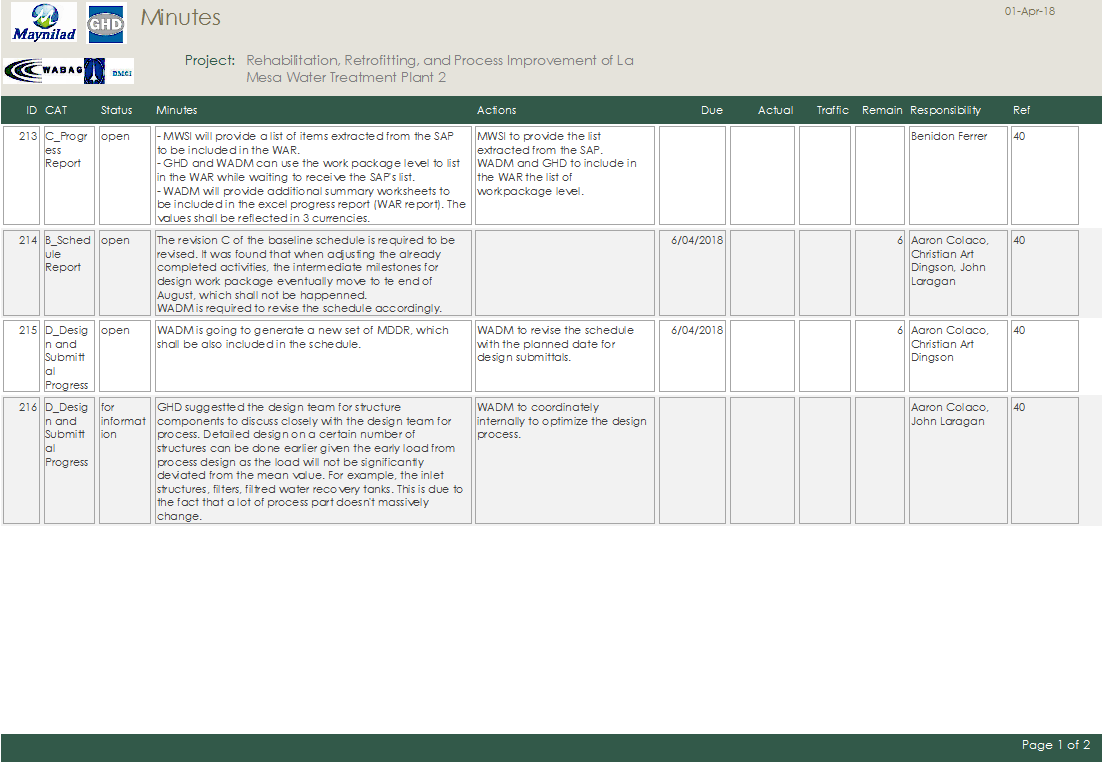 Maynilad
GHD
Minutes
01-Apr-18
WABAG
DMCI
Project: Rehabilitation, Retrofitting, and Process Improvement of La
Mesa Water Treatment Plant 2
ID CAT Status Minutes Actions Due Actual Traffic Remain Responsibility Ref
213 C_Progr open - MWSI will provide a list of items extracted from the SAP MWSI to provide the list Benidon Ferrer 40
ess to be included in the WAR. extracted from the SAP.
Report - GHD and WADM can use the work package level to list WADM and GHD to include in
in the WAR while waiting to receive the SAP's list. the WAR the list of
- WADM will provide additional summary worksheets to workpackage level.
be included in the excel progress report (WAR report). The
values shall be reflected in 3 currencies.
214 B_Sched open The revision C of the baseline schedule is required to be 6/04/2018 6 Aaron Colaco, 40
ule revised. It was found that when adjusting the already Christian Art
Report completed activities, the intermediate milestones for Dingson, John
design work package eventually move to te end of Laragan
August, which shall not be happenned.
WADM is required to revise the schedule accordingly.
215 D_Desig open WADM is going to generate a new set of MDDR, which WADM to revise the schedule 6/04/2018 6 Aaron Colaco, 40
n and shall be also included in the schedule. with the planned date for Christian Art
Submitt design submittals. Dingson
al
Progress
216 D_Desig for GHD suggestted the design team for structure WADM to coordinately Aaron Colaco, 40
n and informat components to discuss closely with the design team for internally to optimize the design John Laragan
Submitt ion process. Detailed design on a certain number of process.
al structures can be done earlier given the early load from
Progress process design as the load will not be significantly
deviated from the mean value. For example, the inlet
structures, filters, filtred water recovery tanks. This is due to
the fact that a lot of process part doesn't massively
change.
Page 1 of 2